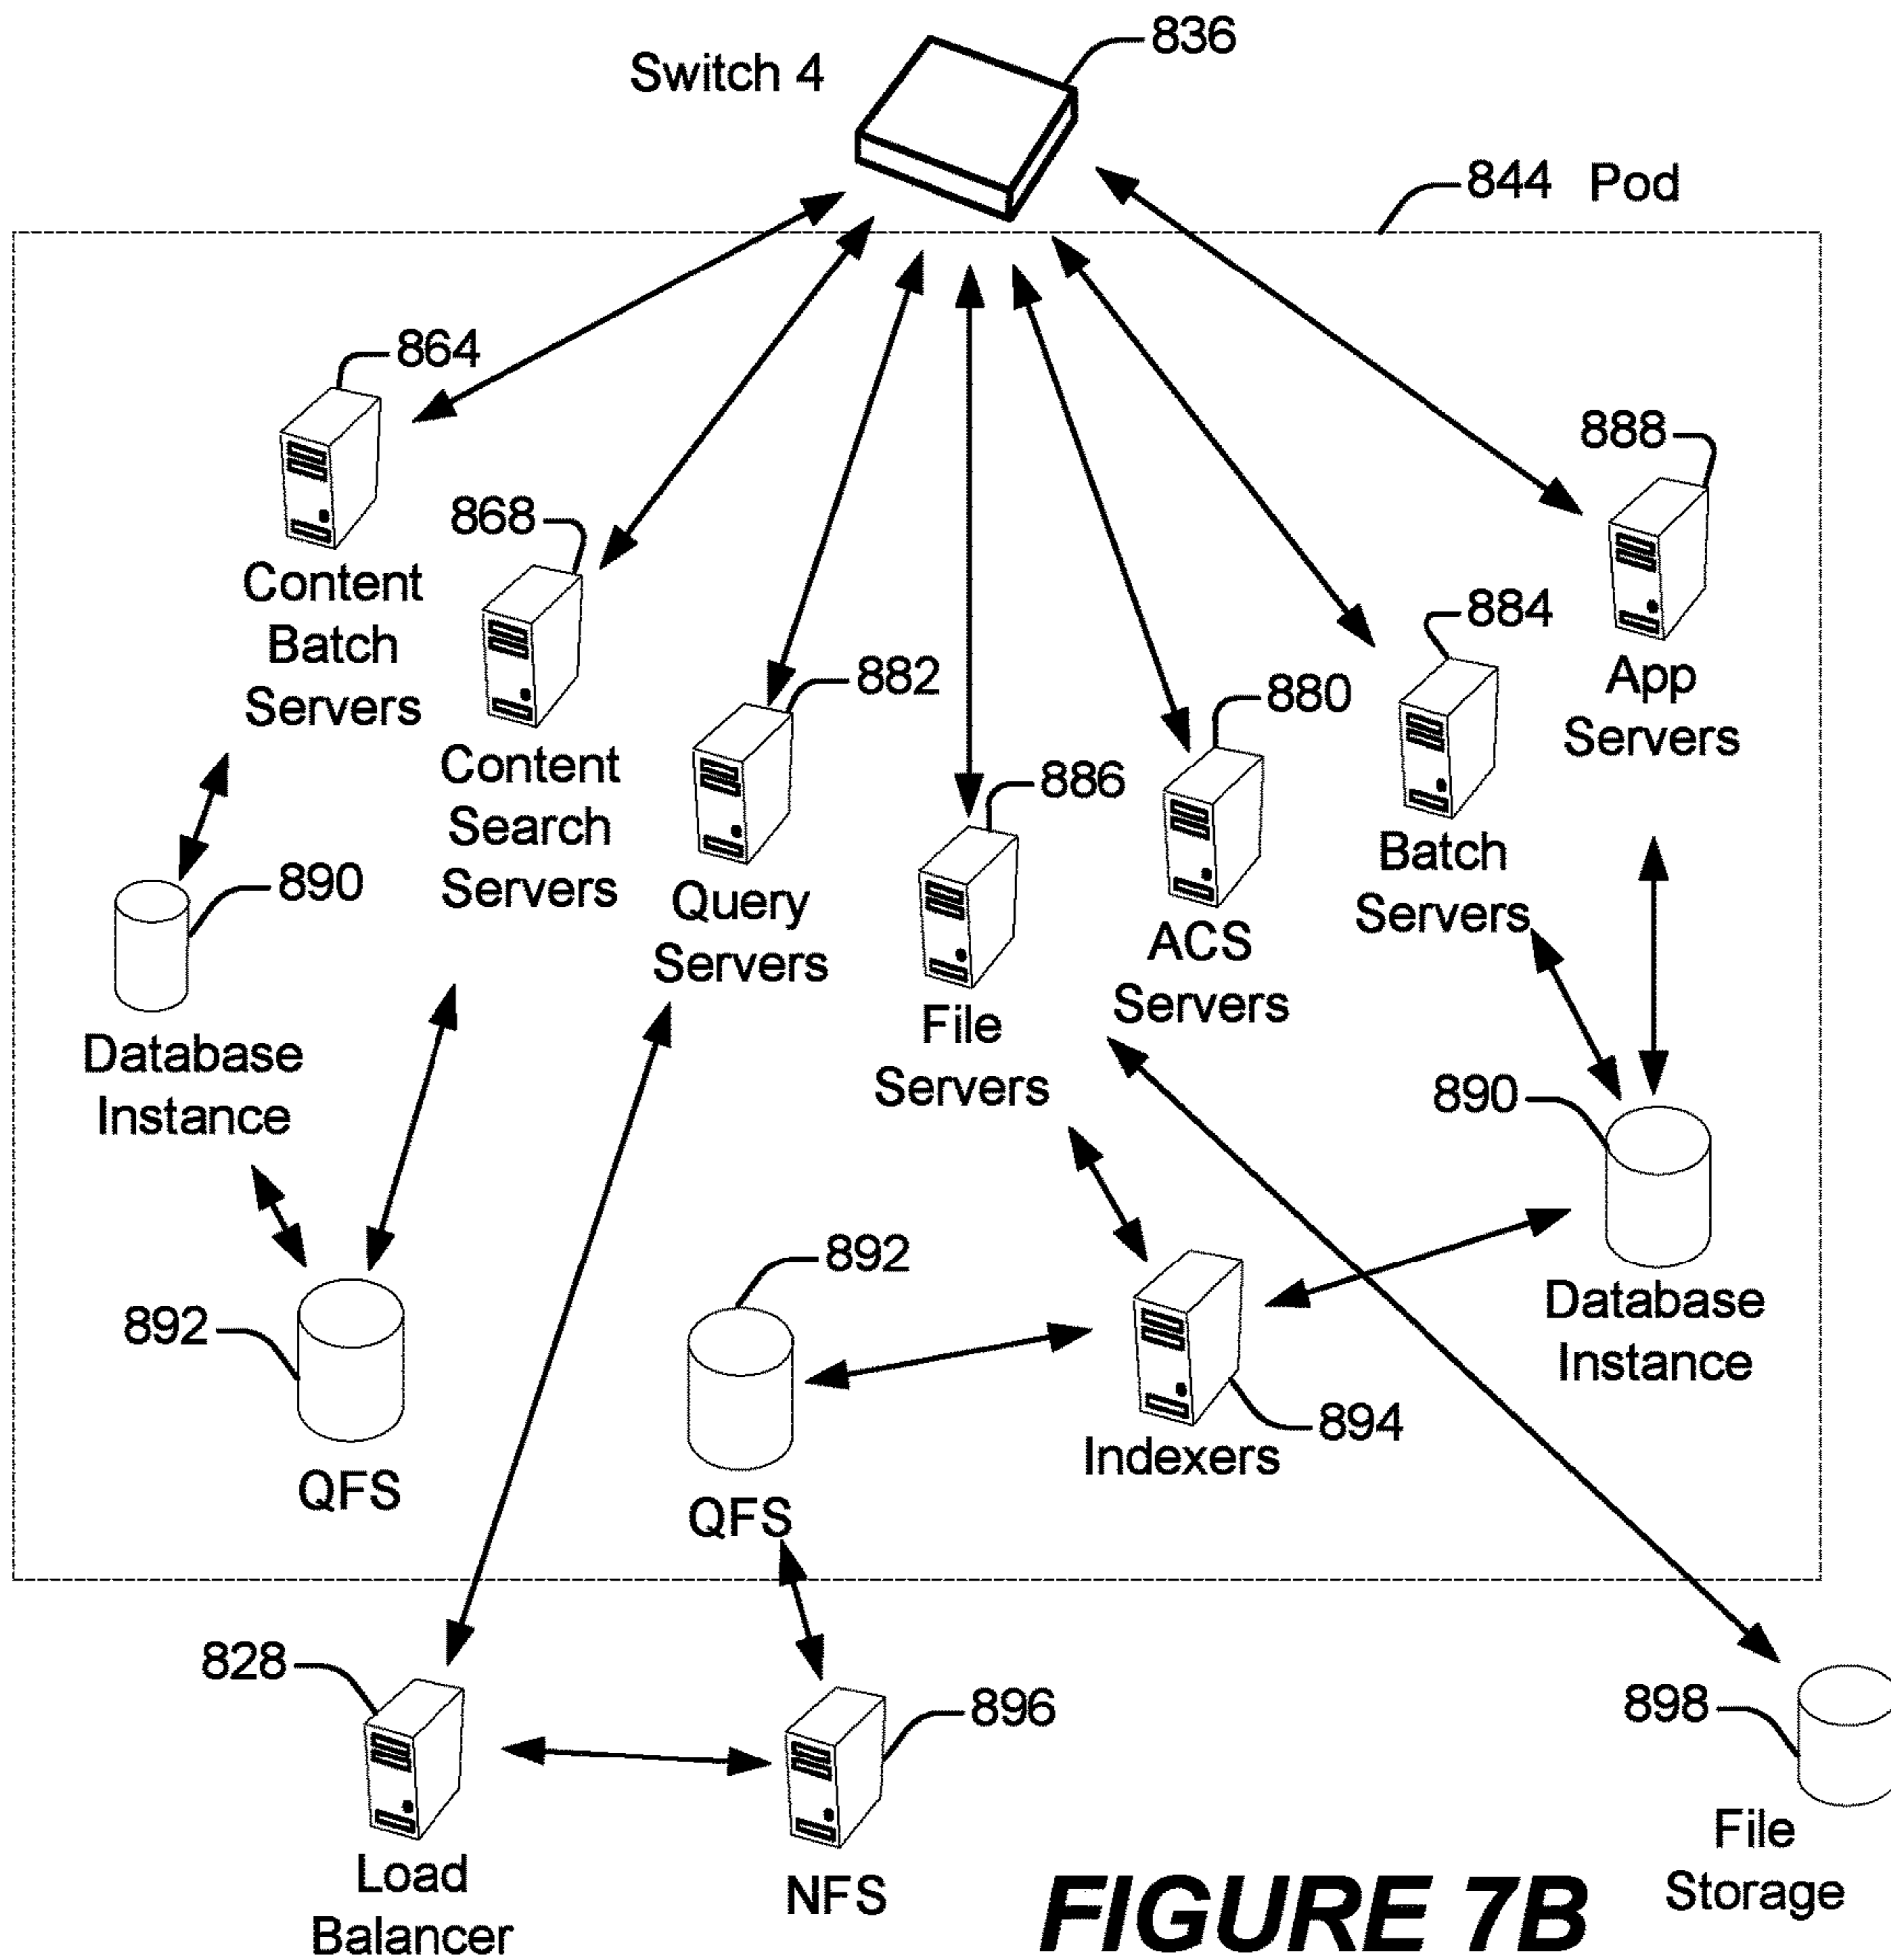 836
Switch 4
844 Pod
864
Content
Batch
Servers
868
Content
Search
Servers
882
Query
Servers
886
File
Servers
880
ACS
Servers
884
Batch
Servers
888
App
Servers
890
Database
Instance
890
Database
Instance
892
QFS
892
QFS
894
Indexers
828
Load
Balancer
896
NFS
898
File
Storage
FIGURE 7B